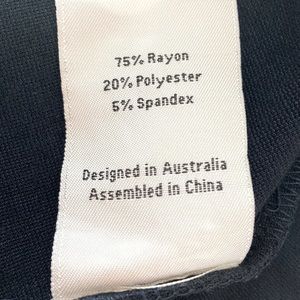 75% Rayon
20% Polyester
5% Spandex
Designed in Australia
Assembled in China